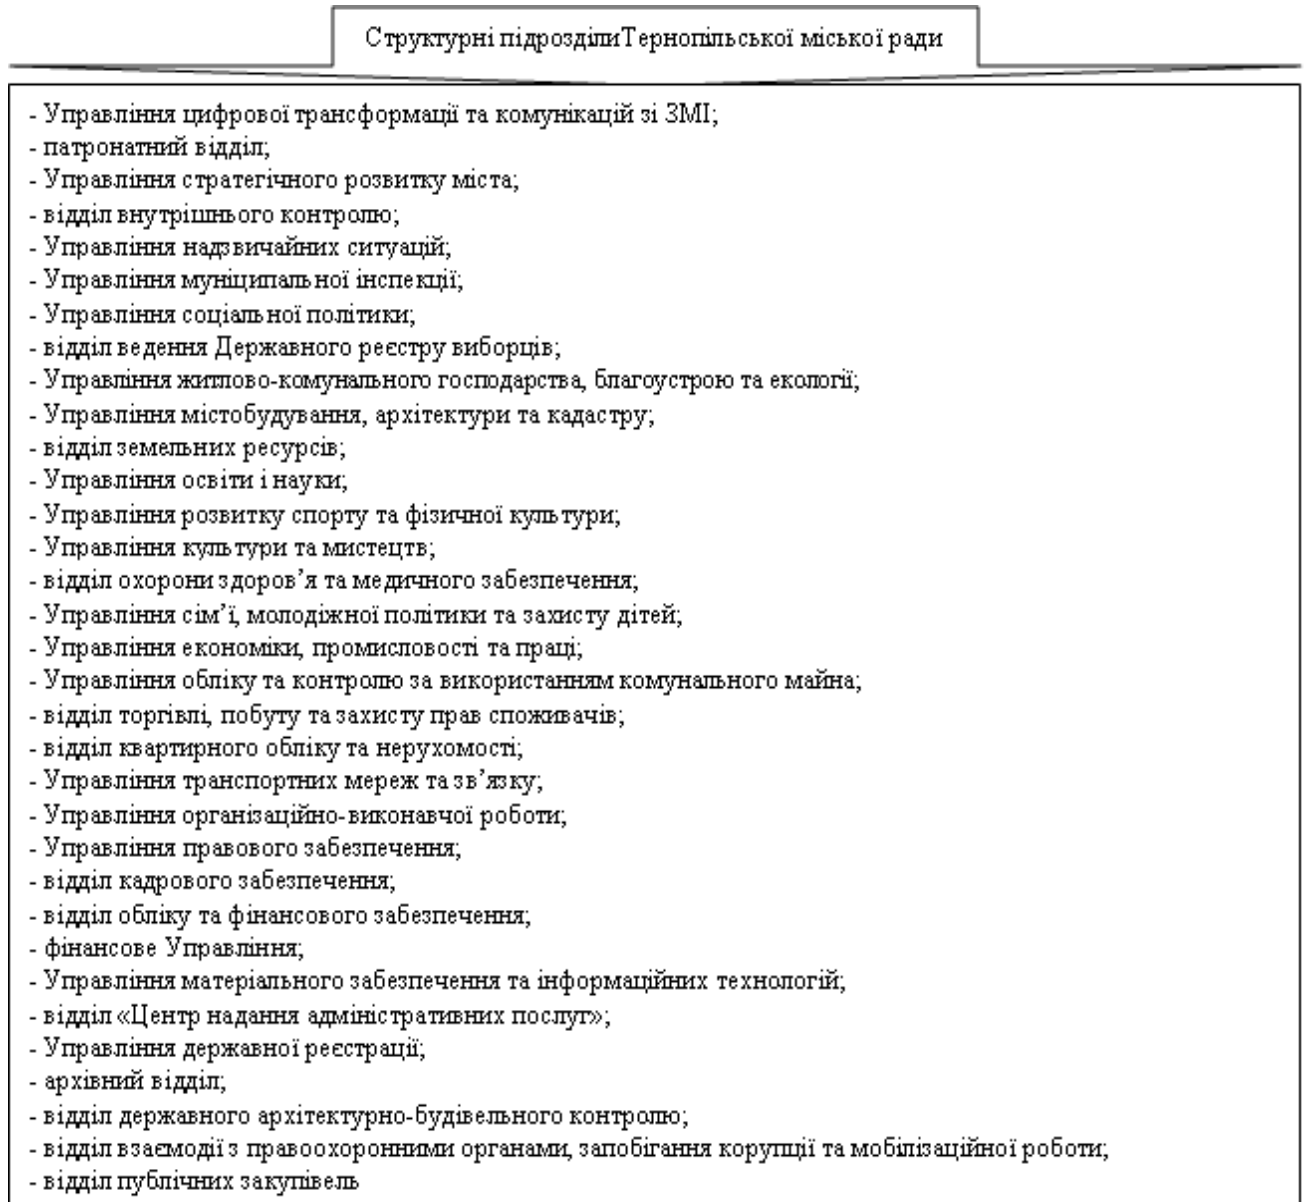 Структурні підрозділиТернопільської міської ради
- Управління цифрової трансформації та комунікацій зі ЗМІ;
- патронатний відділ;
- Управління стратегічного розвитку міста;
- відділ внутрішнього контролю;
- Управління надзвичайних ситуацій;
- Управління муніципальної інспекції;
- Управління соціальної політики;
- відділ ведення Державного реєстру виборців;
- Управління житлово-комунального господарства, благоустрою та екології;
- Управління містобудування, архітектури та кадастру;
- відділ земельних ресурсів;
- Управління освіти і науки;
- Управління розвитку спорту та фізичної культури;
- Управління культури та мистецтв;
- відділ охорони здоров’я та медичного забезпечення;
- Управління сім’ї, молодіжної політики та захисту дітей;
- Управління економіки, промисловості та праці;
- Управління обліку та контролю за використанням комунального майна;
- відділ торгівлі, побуту та захисту прав споживачів;
- відділ квартирного обліку та нерухомості;
- Управління транспортних мереж та зв’язку;
- Управління організаційно-виконавчої роботи;
- Управління правового забезпечення;
- відділ кадрового забезпечення;
- відділ обліку та фінансового забезпечення;
- фінансове Управління;
- Управління матеріального забезпечення та інформаційних технологій;
- відділ «Центр надання адміністративних послуг»;
- Управління державної реєстрації;
- архівний відділ;
- відділ державного архітектурно-будівельного контролю;
- відділ взаємодії з правоохоронними органами, запобігання корупції та мобілізаційної роботи;
- відділ публічних закупівель